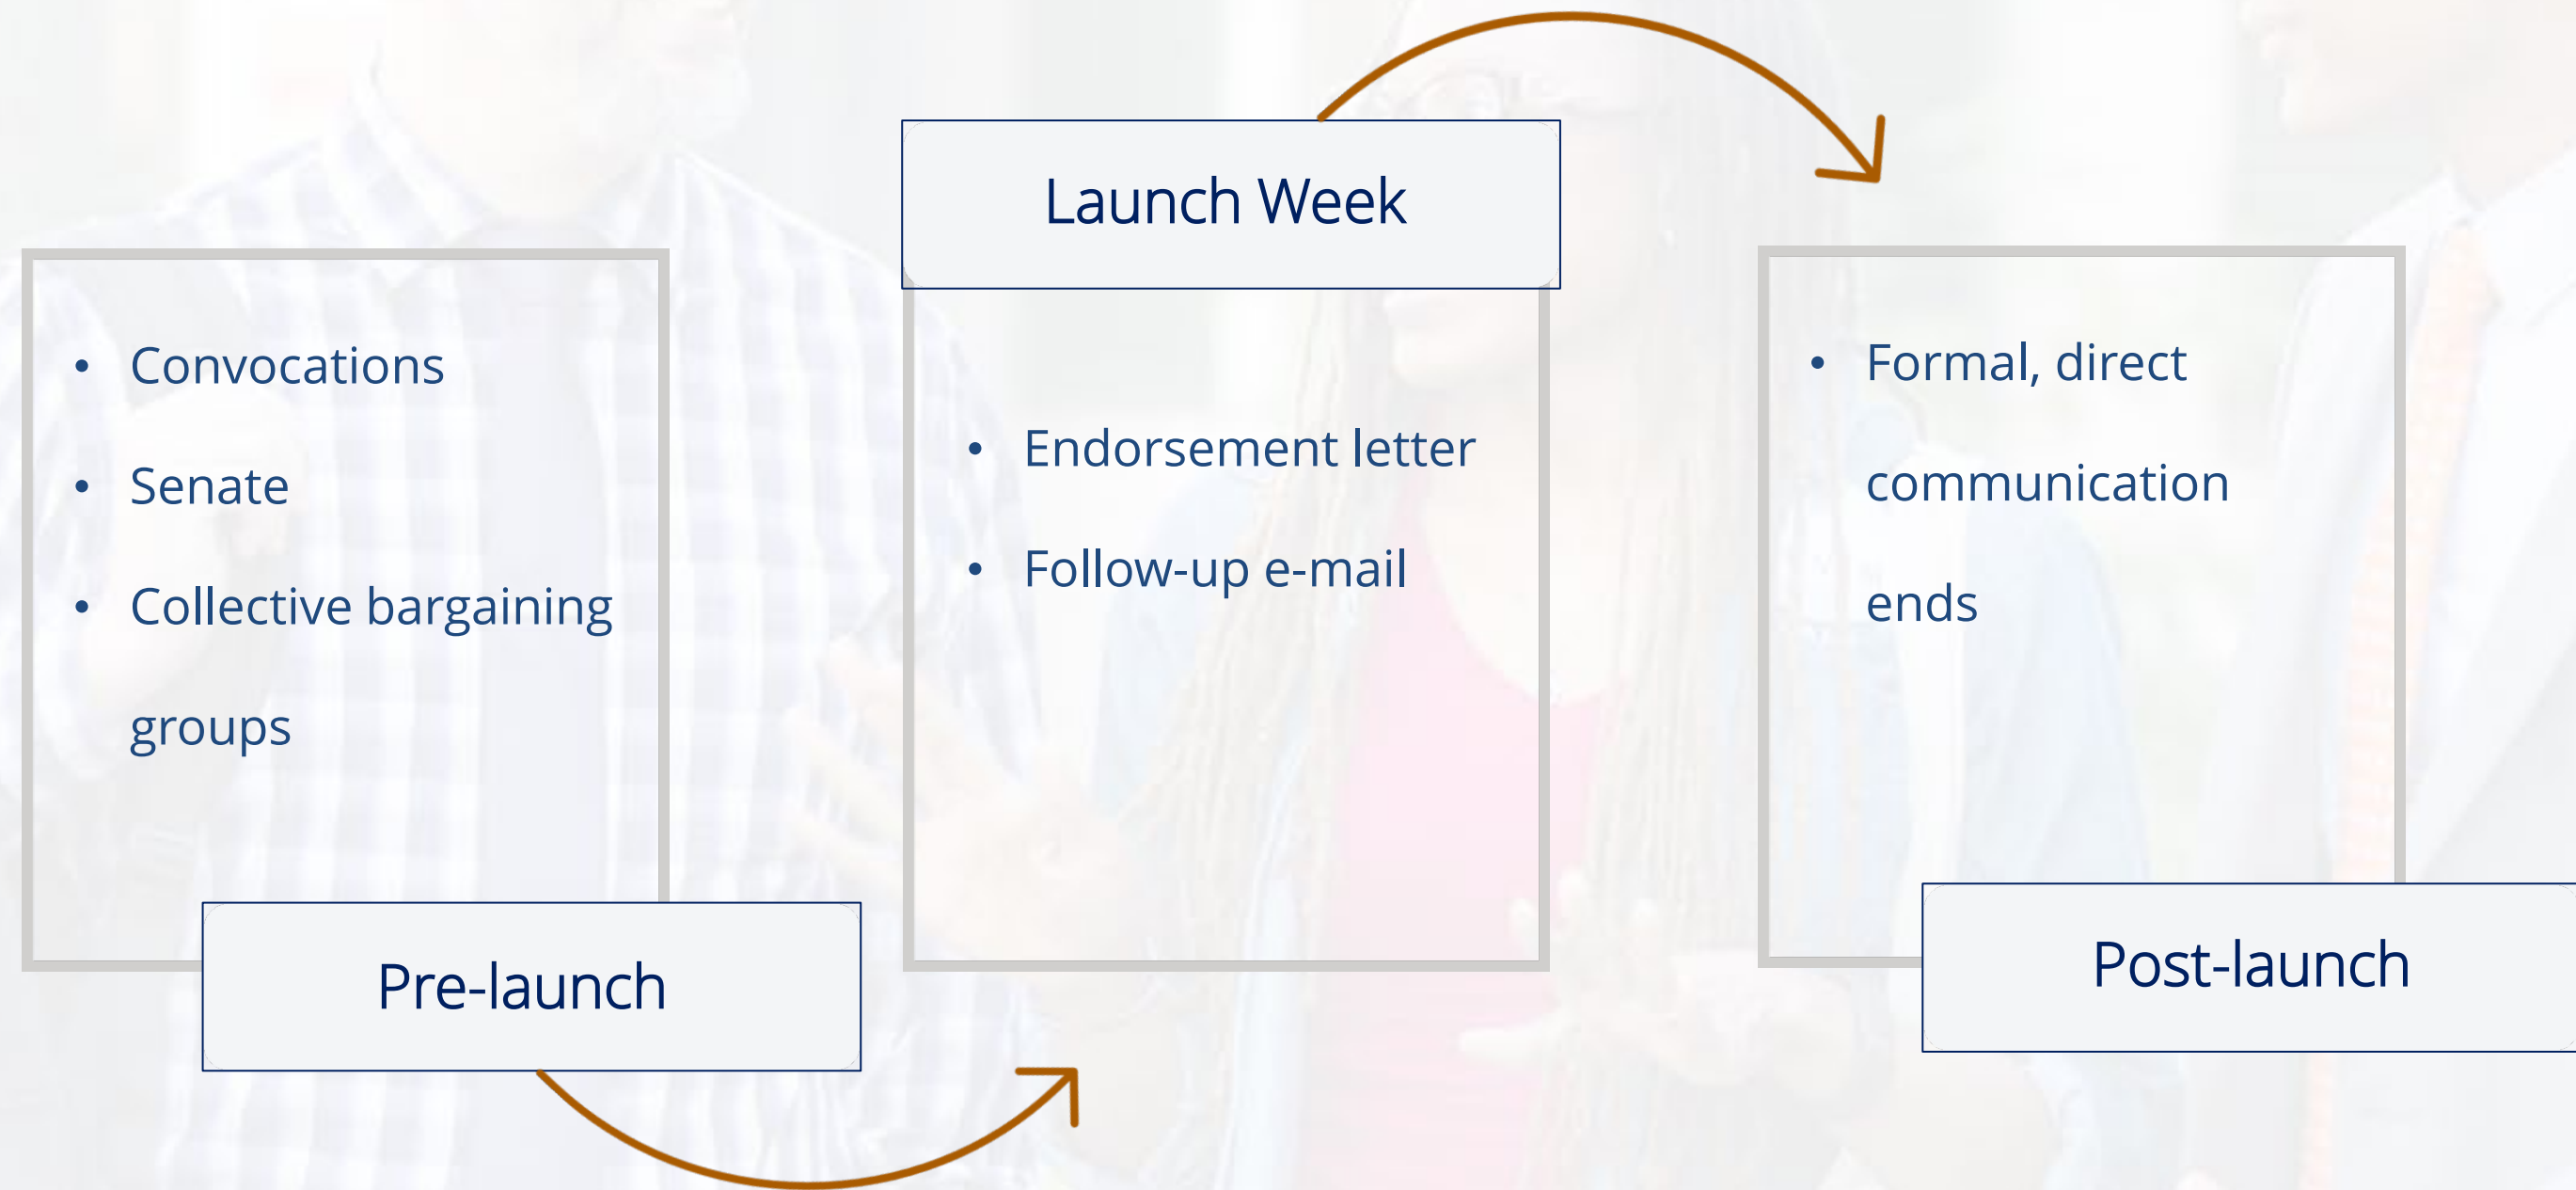 • Convocations
• Senate
• Collective bargaining
groups
Pre-launch
Launch Week
• Endorsement letter
• Follow-up e-mail
• Formal, direct
communication
ends
Post-launch